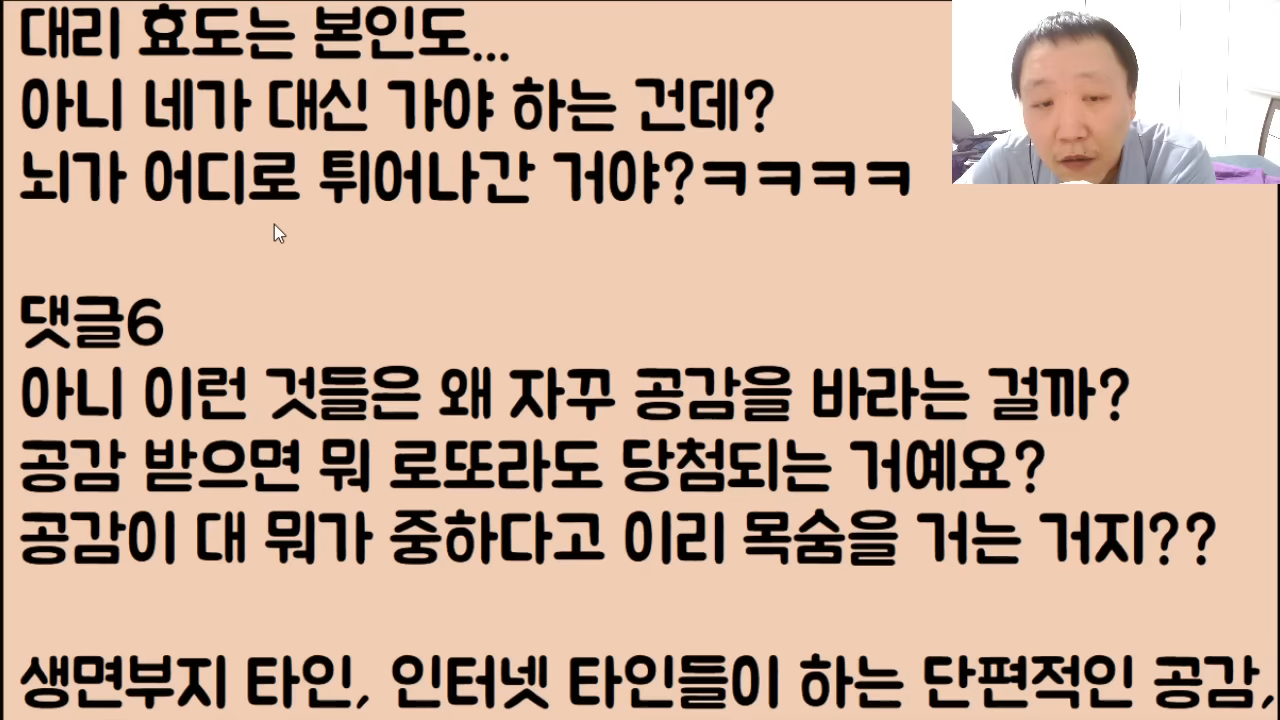 대리 효도는 본인도...
아니 네가 대신 가야 하는 건데?
뇌가 어디로 튀어나간 거야?ㅋㅋㅋㅋ
댓글6
아니 이런 것들은 왜 자꾸 공감을 바라는 걸까?
공감 받으면 뭐 로또라도 당첨되는 거예요?
공감이 대 뭐가 중하다고 이리 목숨을 거는 거지??
생면부지 타인, 인터넷 타인들이 하는 단편적인 공감,